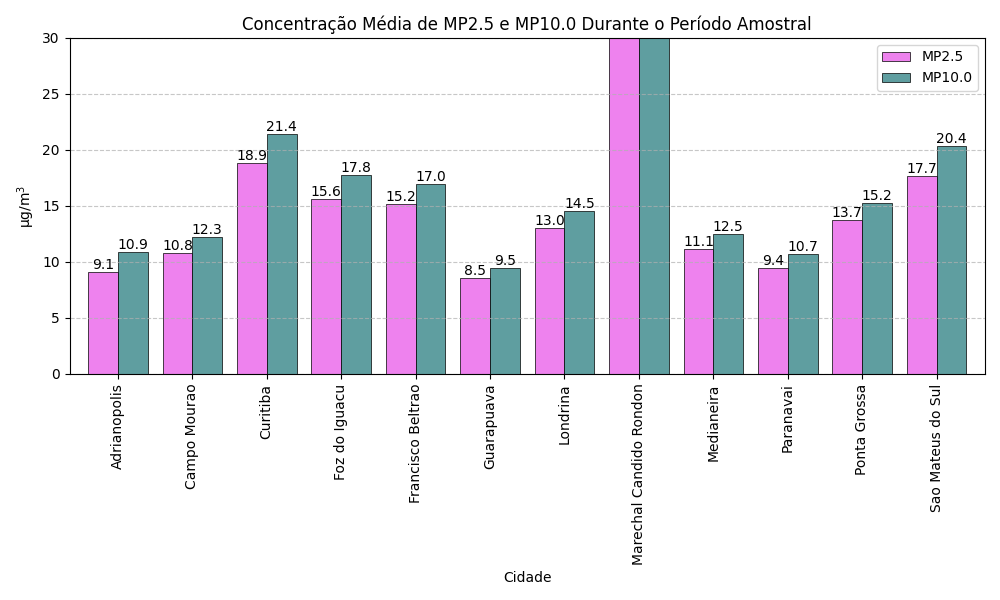 Concentração Média de MP2.5 e MP10.0 Durante o Período Amostral
MP2.5
MP10.0
µg/m³
30
25
20
15
10
5
0
9.1
10.9
10.8
12.3
18.9
21.4
15.6
17.8
15.2
17.0
8.5
9.5
13.0
14.5
11.1
12.5
9.4
10.7
13.7
15.2
17.7
20.4
Adrianopolis
Campo Mourao
Curitiba
Foz do Iguacu
Francisco Beltrao
Guarapuava
Londrina
Marechal Candido Rondon
Medianeira
Paranavai
Ponta Grossa
Sao Mateus do Sul
Cidade